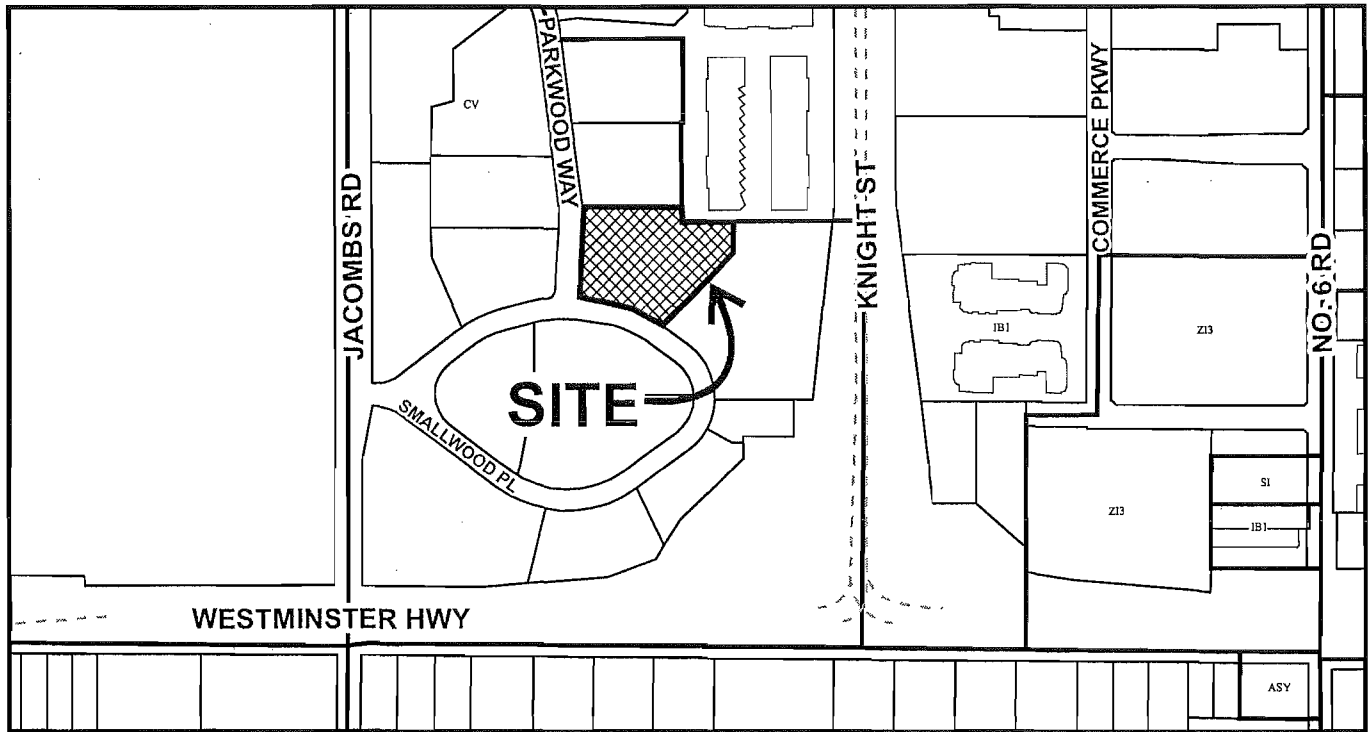 PARKWOOD WAY
CV
JACOBS RD
KNIGHT ST
COMMERCE PKWY
NO. 6 RD
IB1
ZI3
SITE
SMALLWOOD PL
SI
ZI3
IB1
WESTMINSTER HWY
ASY